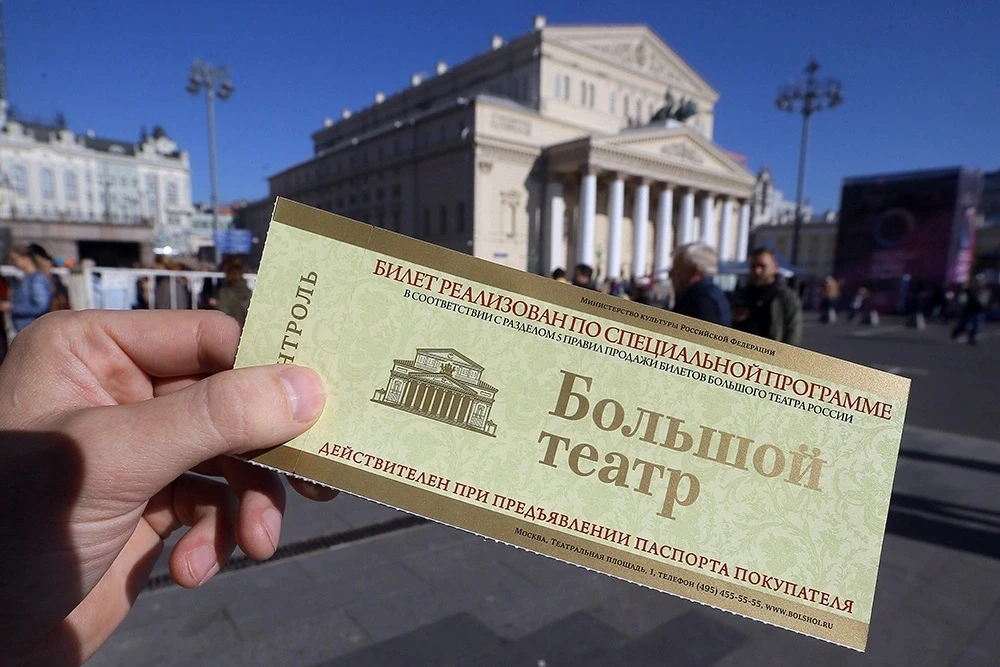 НТРОЛЬ
Министерство культуры Российской Федерации
БИЛЕТ РЕАЛИЗОВАН ПО СПЕЦИАЛЬНОЙ ПРОГРАММЕ
В СООТВЕТСТВИИ С РАЗДЕЛОМ 5 ПРАВИЛ ПРОДАЖИ БИЛЕТОВ БОЛЬШОГО ТЕАТРА РОССИИ
Большой
театр
ДЕЙСТВИТЕЛЕН ПРИ ПРЕДЪЯВЛЕНИИ ПАСПОРТА ПОКУПАТЕЛЯ
Москва, Театральная площадь, 1, телефон (495) 455-55-55, www.bolshoi.ru